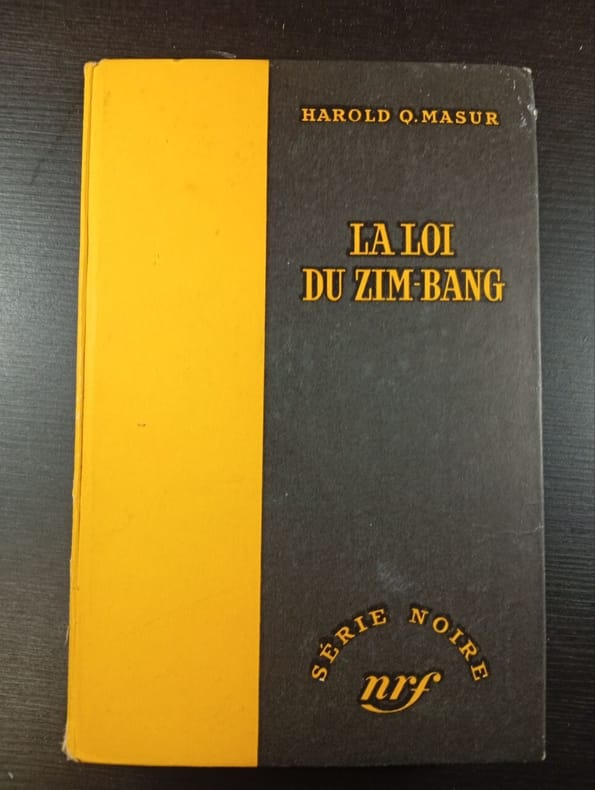 HAROLD Q. MASUR
LA LOI
DU ZIM-BANG
SÉRIE NOIRE
nrf